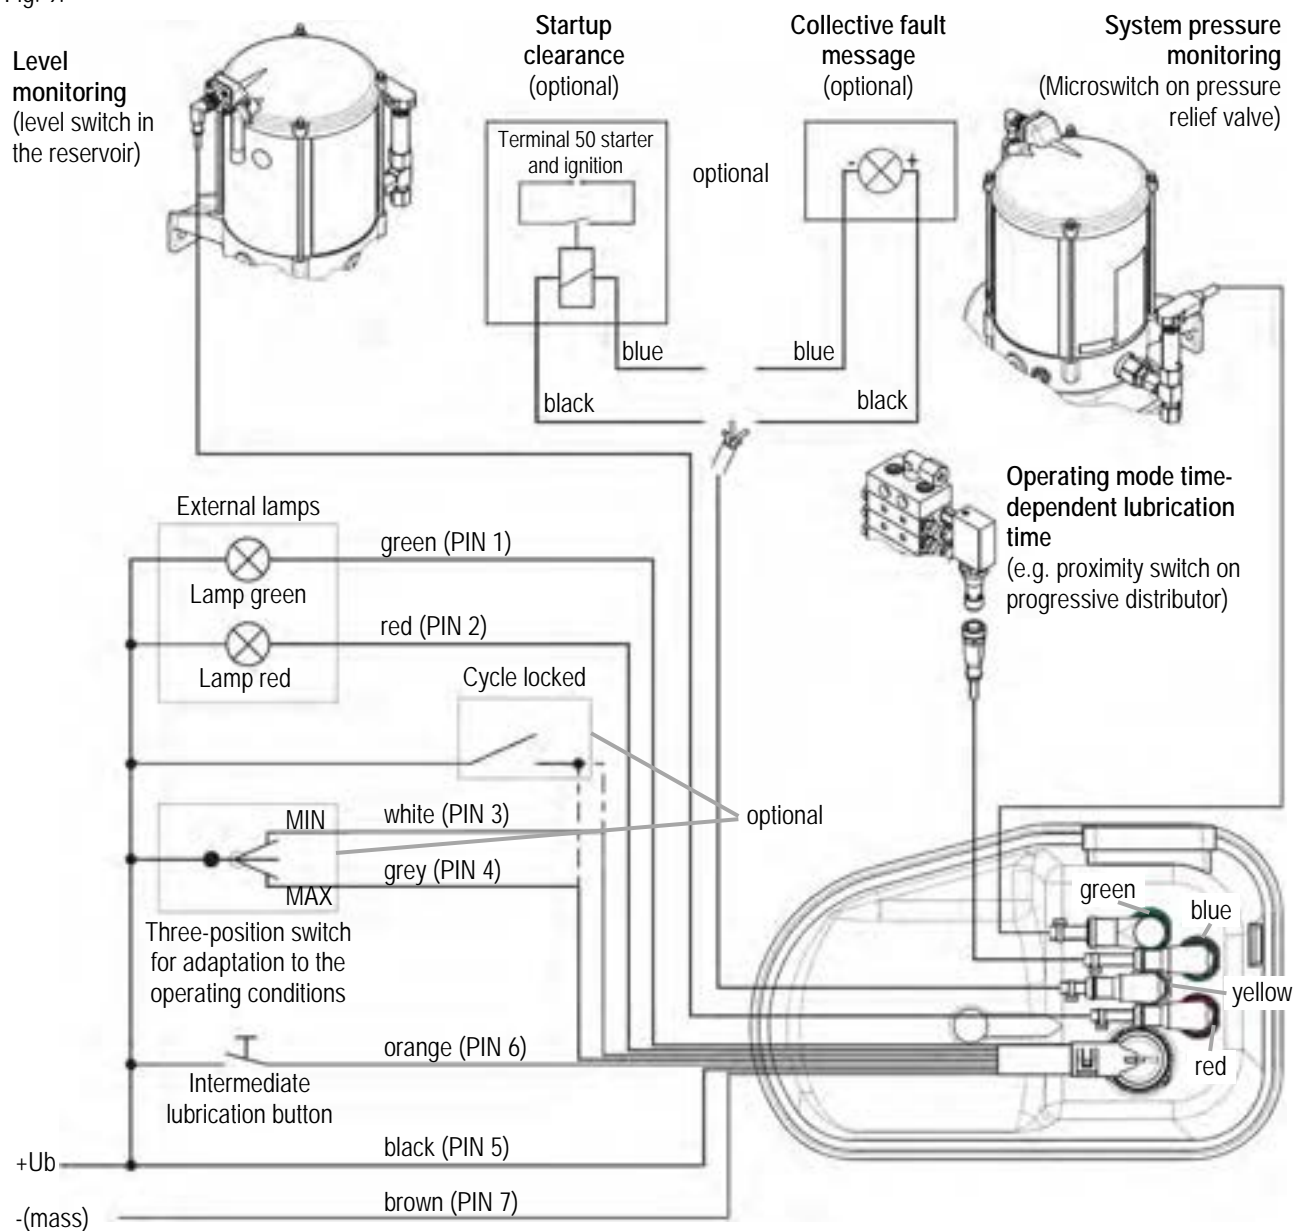 Level
monitoring
(level switch in
the reservoir)
Startup
clearance
(optional)
Terminal 50 starter
and ignition
optional
Collective fault
message
(optional)
- +
System pressure
monitoring
(Microswitch on pressure
relief valve)
blue
blue
black
black
Operating mode time-
dependent lubrication
time
(e.g. proximity switch on
progressive distributor)
External lamps
green (PIN 1)
Lamp green
red (PIN 2)
Lamp red
Cycle locked
optional
MIN
white (PIN 3)
grey (PIN 4)
MAX
Three-position switch
for adaptation to the
operating conditions
orange (PIN 6)
Intermediate
lubrication button
black (PIN 5)
+Ub
brown (PIN 7)
-(mass)
green
blue
yellow
red